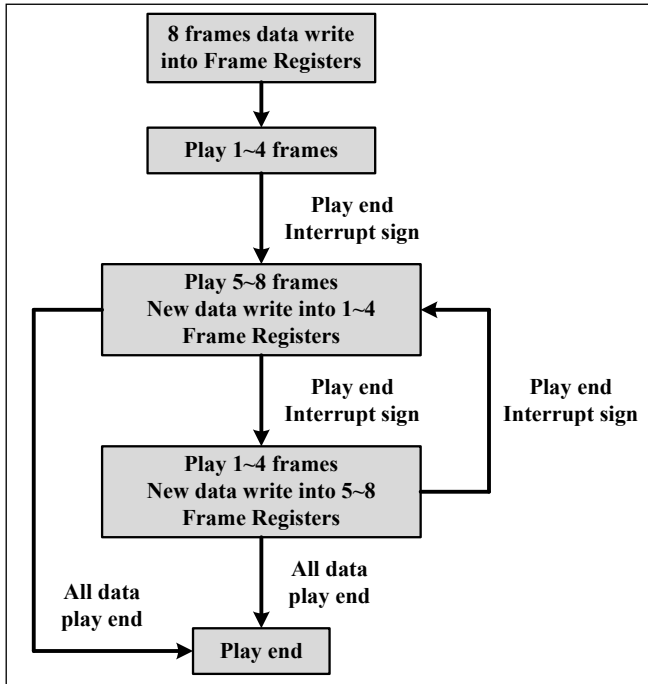 8 frames data write
into Frame Registers
Play 1~4 frames
Play end
Interrupt sign
Play 5~8 frames
New data write into 1~4
Frame Registers
Play end
Interrupt sign
Play end
Interrupt sign
Play 1~4 frames
New data write into 5~8
Frame Registers
All data
play end
All data
play end
Play end